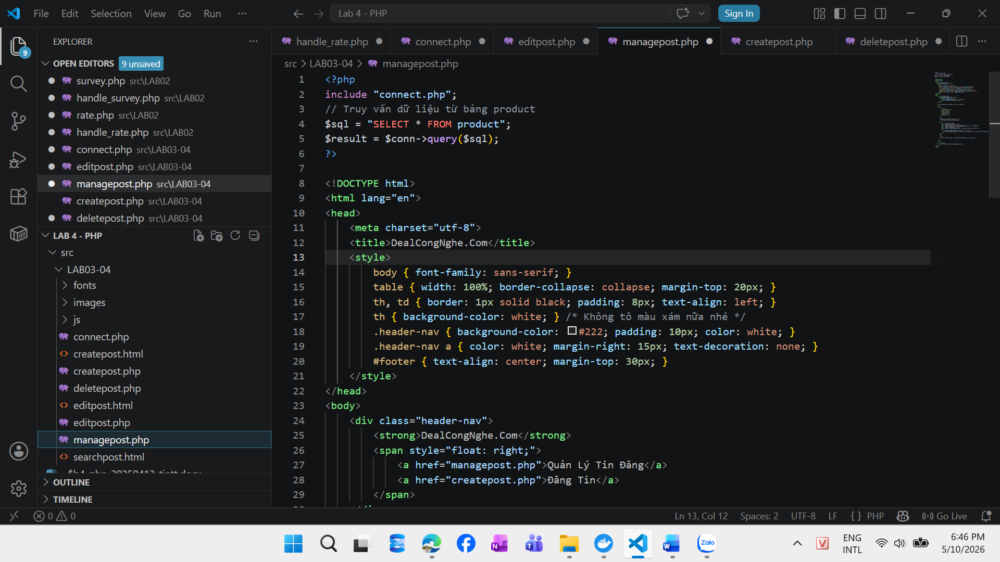 File Edit Selection View Go Run ···
Lab 4 - PHP
Sign In
EXPLORER
OPEN EDITORS 9 unsaved
survey.php src\LAB02
handle_survey.php src\LAB02
rate.php src\LAB02
handle_rate.php src\LAB02
connect.php src\LAB03-04
editpost.php src\LAB03-04
managepost.php src\LAB03-04
createpost.php src\LAB03-04
deletepost.php src\LAB03-04
LAB 4 - PHP
src
LAB03-04
fonts
images
js
connect.php
createpost.html
createpost.php
deletepost.php
editpost.html
editpost.php
managepost.php
searchpost.html
OUTLINE
TIMELINE
9
handle_rate.php connect.php editpost.php managepost.php createpost.php deletepost.php
src > LAB03-04 > managepost.php
1 <?php
2 include "connect.php";
3 // Truy vấn dữ liệu từ bảng product
4 $sql = "SELECT * FROM product";
5 $result = $conn->query($sql);
6 ?>
7
8 <!DOCTYPE html>
9 <html lang="en">
10 <head>
11 <meta charset="utf-8">
12 <title>DealCongNghe.Com</title>
13 <style>
14 body { font-family: sans-serif; }
15 table { width: 100%; border-collapse: collapse; margin-top: 20px; }
16 th, td { border: 1px solid black; padding: 8px; text-align: left; }
17 th { background-color: white; } /* Không tô màu xám nữa nhé */
18 .header-nav { background-color: #222; padding: 10px; color: white; }
19 .header-nav a { color: white; margin-right: 15px; text-decoration: none; }
20 #footer { text-align: center; margin-top: 30px; }
21 </style>
22 </head>
23 <body>
24 <div class="header-nav">
25 <strong>DealCongNghe.Com</strong>
26 <span style="float: right;">
27 <a href="managepost.php">Quản Lý Tin Đăng</a>
28 <a href="createpost.php">Đăng Tin</a>
29 </span>
0 0
Ln 13, Col 12 Spaces: 2 UTF-8 LF { } PHP Go Live
N T W Zalo V
ENG
INTL
6:46 PM
5/10/2026